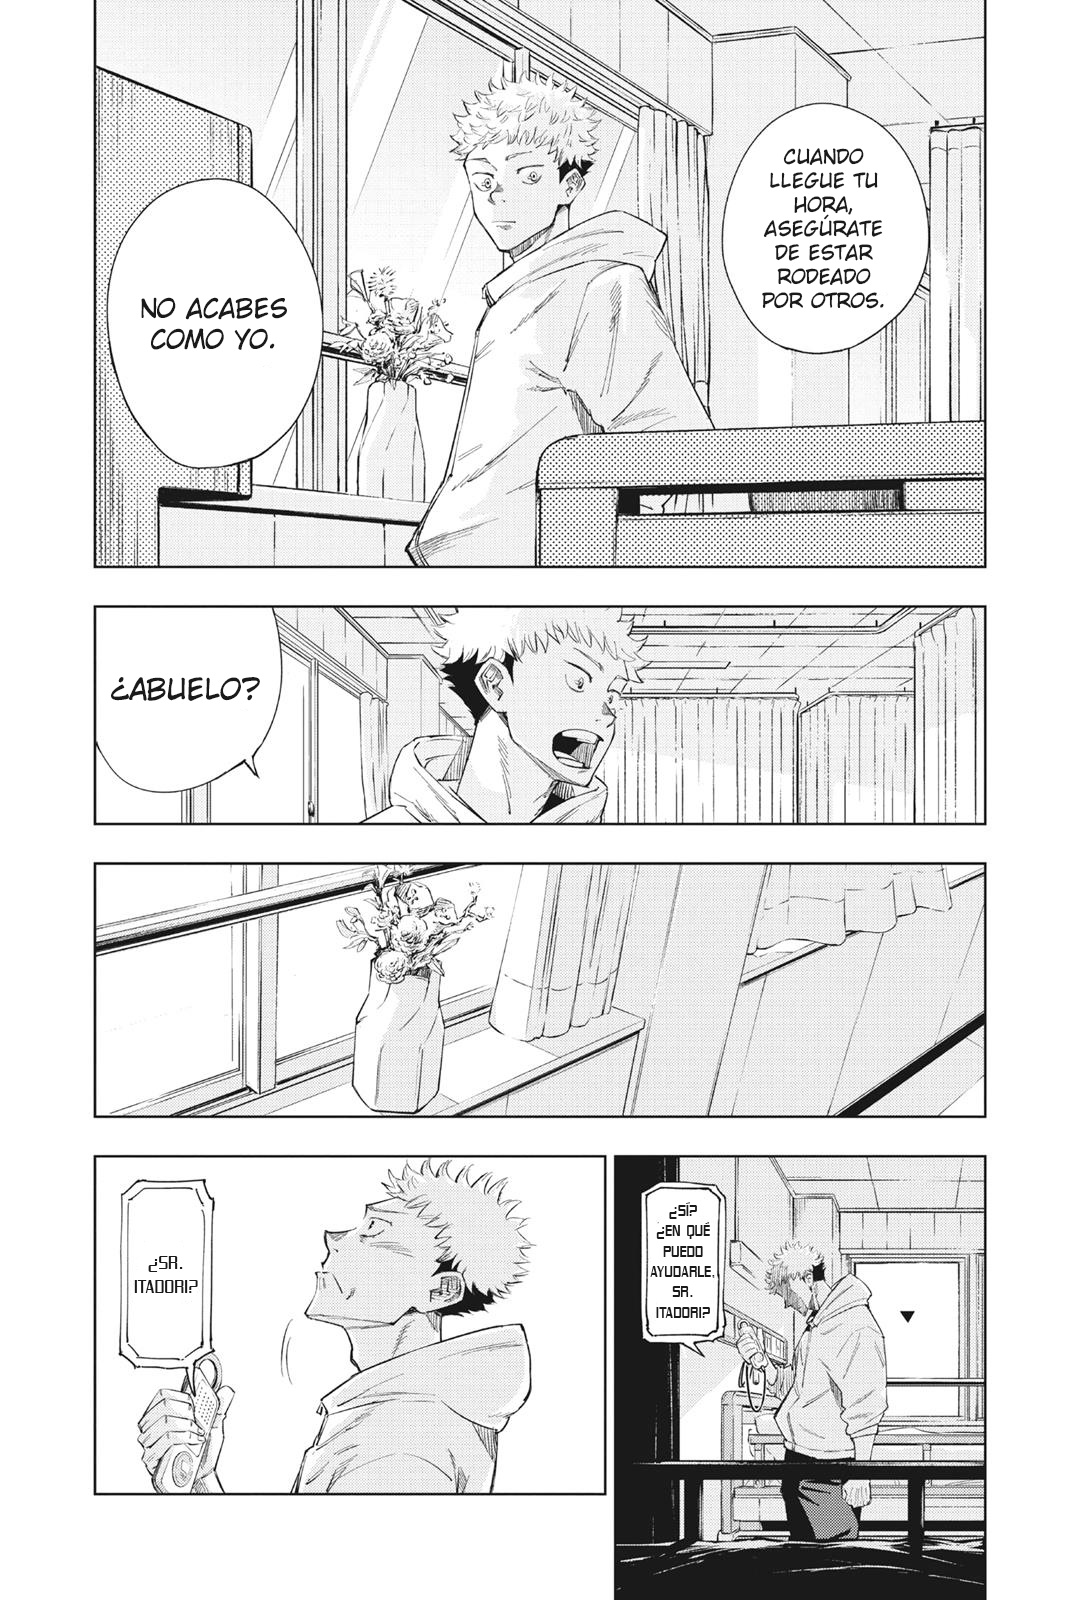 CUANDO
LLEGUE TU
HORA,
ASEGÚRATE
DE ESTAR
RODEADO
POR OTROS.
NO ACABES
COMO YO.
¿ABUELO?
¿SÍ?
¿EN QUÉ
PUEDO
AYUDARLE,
SR.
ITADORI?
¿SR.
ITADORI?